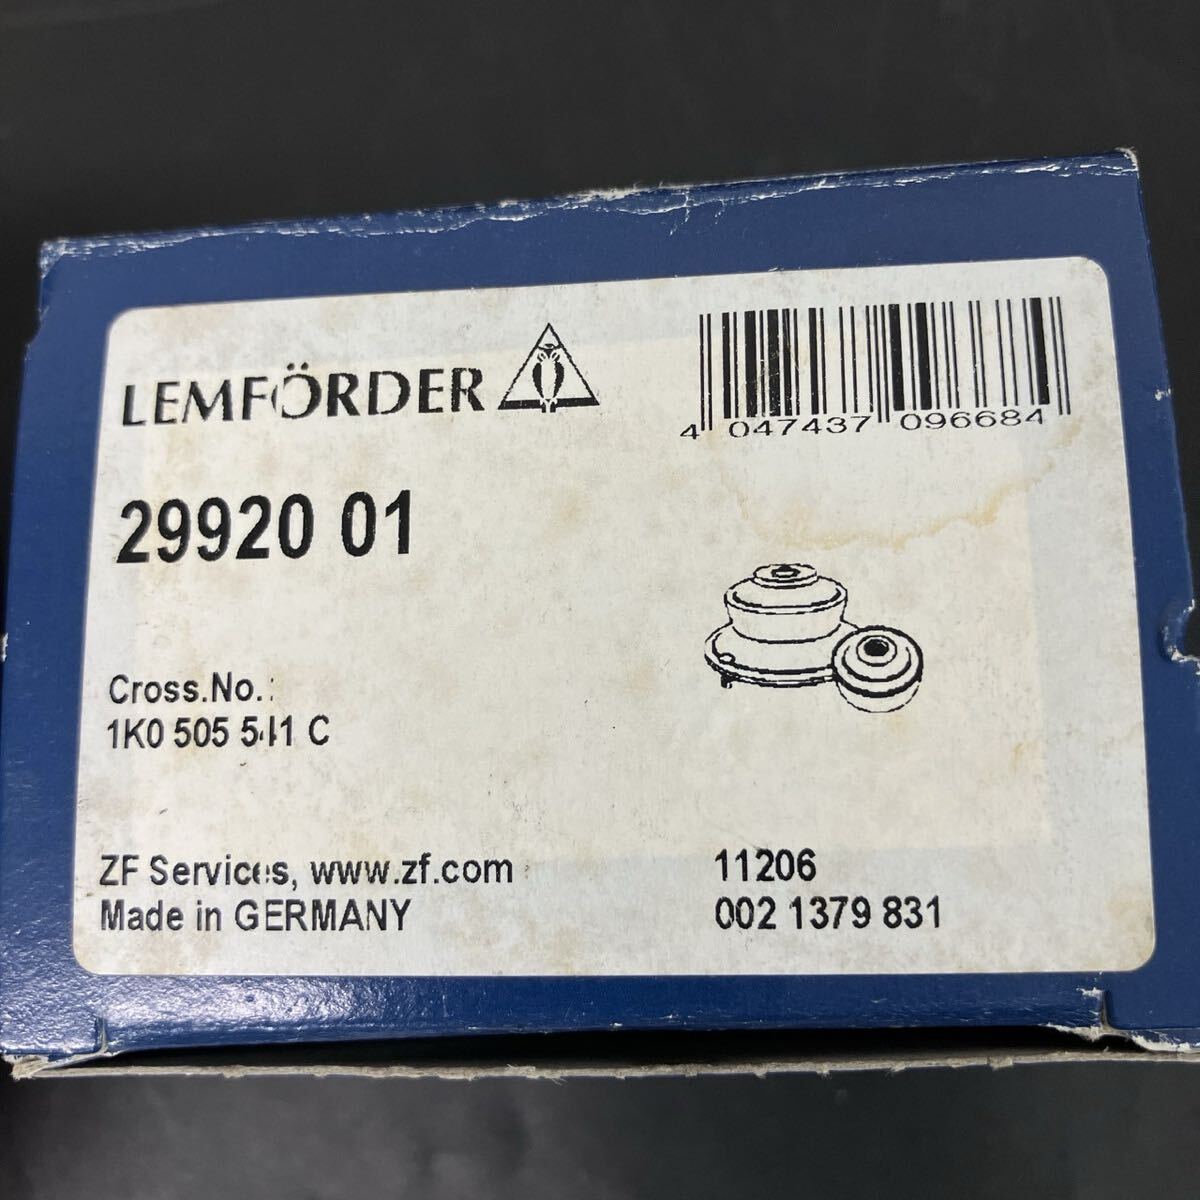 LEMFÖRDER
4 047437 096684
29920 01
Cross.No.:
1K0 505 541 C
ZF Services, www.zf.com
Made in GERMANY
11206
002 1379 831